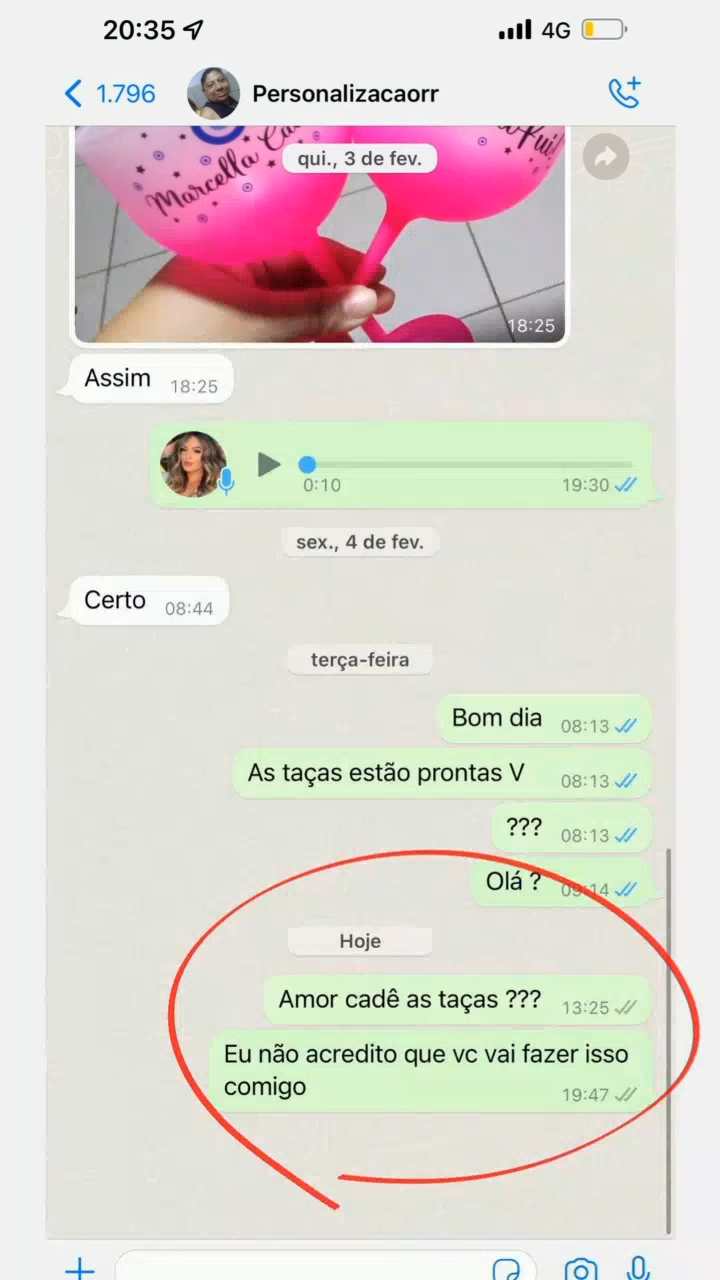 20:35
4G
1.796
Personalizacaorr
Marcella Ca
qui., 3 de fev.
18:25
Assim 18:25
0:10 19:30
sex., 4 de fev.
Certo 08:44
terça-feira
Bom dia 08:13
As taças estão prontas V 08:13
??? 08:13
Olá ? 09:14
Hoje
Amor cadê as taças ??? 13:25
Eu não acredito que vc vai fazer isso
comigo 19:47